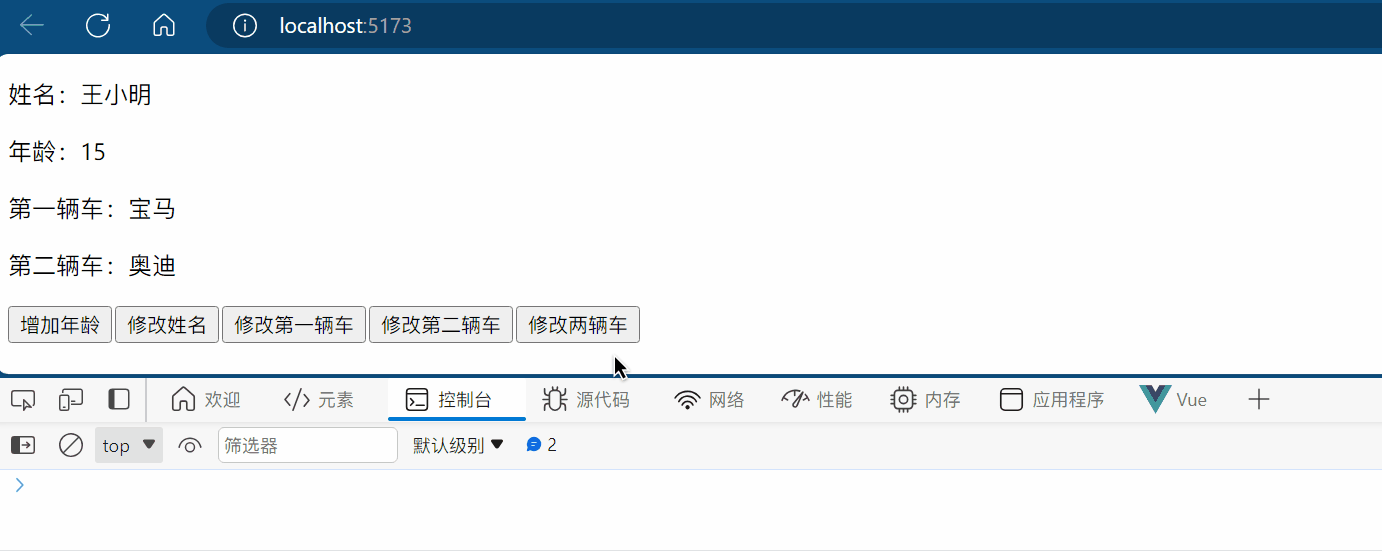 localhost:5173
姓名：王小明
年龄：15
第一辆车：宝马
第二辆车：奥迪
增加年龄 修改姓名 修改第一辆车 修改第二辆车 修改两辆车
欢迎 元素 控制台 源代码 网络 性能 内存 应用程序 Vue
top 筛选器 默认级别 2